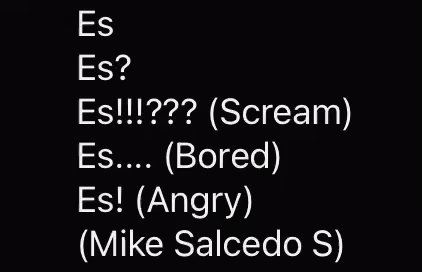 Es
Es?
Es!!!??? (Scream)
Es.... (Bored)
Es! (Angry)
(Mike Salcedo S)